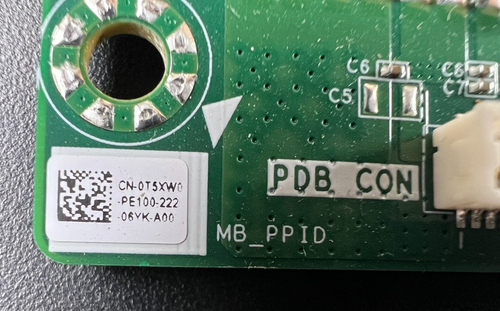 C6
C8
C5
C7
CN-0T5XW0
-PE100-222
-06YK-A00
PDB CON
MB_PPID